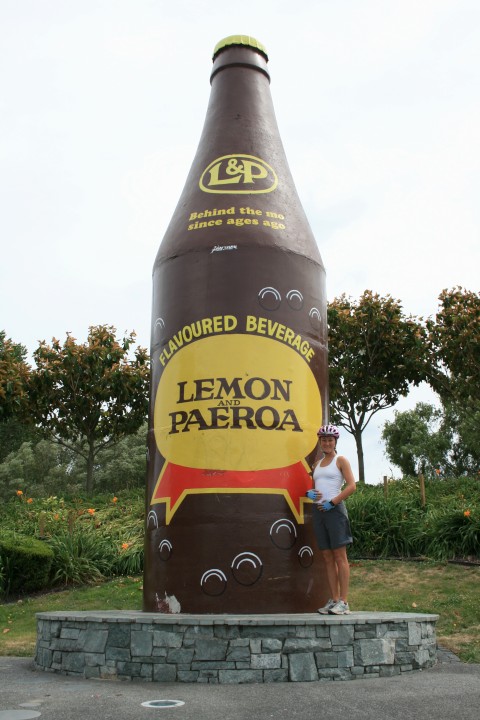 L&P
Behind the mo
since ages ago
FLAVOURED BEVERAGE
LEMON
AND
PAEROA